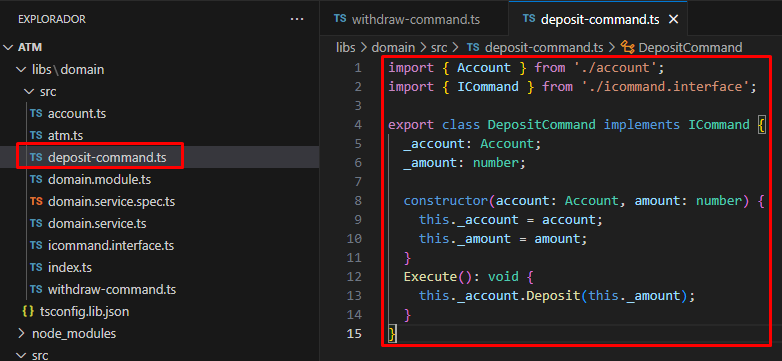 EXPLORADOR
ATM
libs\domain
src
TS account.ts
TS atm.ts
TS deposit-command.ts
TS domain.module.ts
TS domain.service.spec.ts
TS domain.service.ts
TS icommand.interface.ts
TS index.ts
TS withdraw-command.ts
TS tsconfig.lib.json
node_modules
src
withdraw-command.ts
TS deposit-command.ts
libs > domain > src > TS deposit-command.ts > DepositCommand
1 import { Account } from './account';
2 import { ICommand } from './icommand.interface';
3
4 export class DepositCommand implements ICommand {
5   _account: Account;
6   _amount: number;
7
8   constructor(account: Account, amount: number) {
9     this._account = account;
10     this._amount = amount;
11   }
12   Execute(): void {
13     this._account.Deposit(this._amount);
14   }
15 }